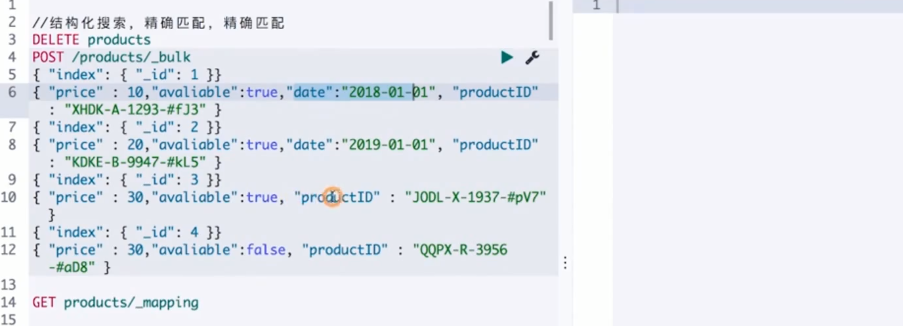 1
2 //结构化搜索, 精确匹配, 精确匹配
3 DELETE products
4 POST /products/_bulk
5 { "index": { "_id": 1 }}
6 { "price" : 10,"avaliable":true,"date":"2018-01-01", "productID"
: "XHDK-A-1293-#fJ3" }
7 { "index": { "_id": 2 }}
8 { "price" : 20,"avaliable":true,"date":"2019-01-01", "productID"
: "KDKE-B-9947-#kL5" }
9 { "index": { "_id": 3 }}
10 { "price" : 30,"avaliable":true, "productID" : "JODL-X-1937-#pV7"
}
11 { "index": { "_id": 4 }}
12 { "price" : 30,"avaliable":false, "productID" : "QQPX-R-3956
-#aD8" }
13
14 GET products/_mapping
15
1